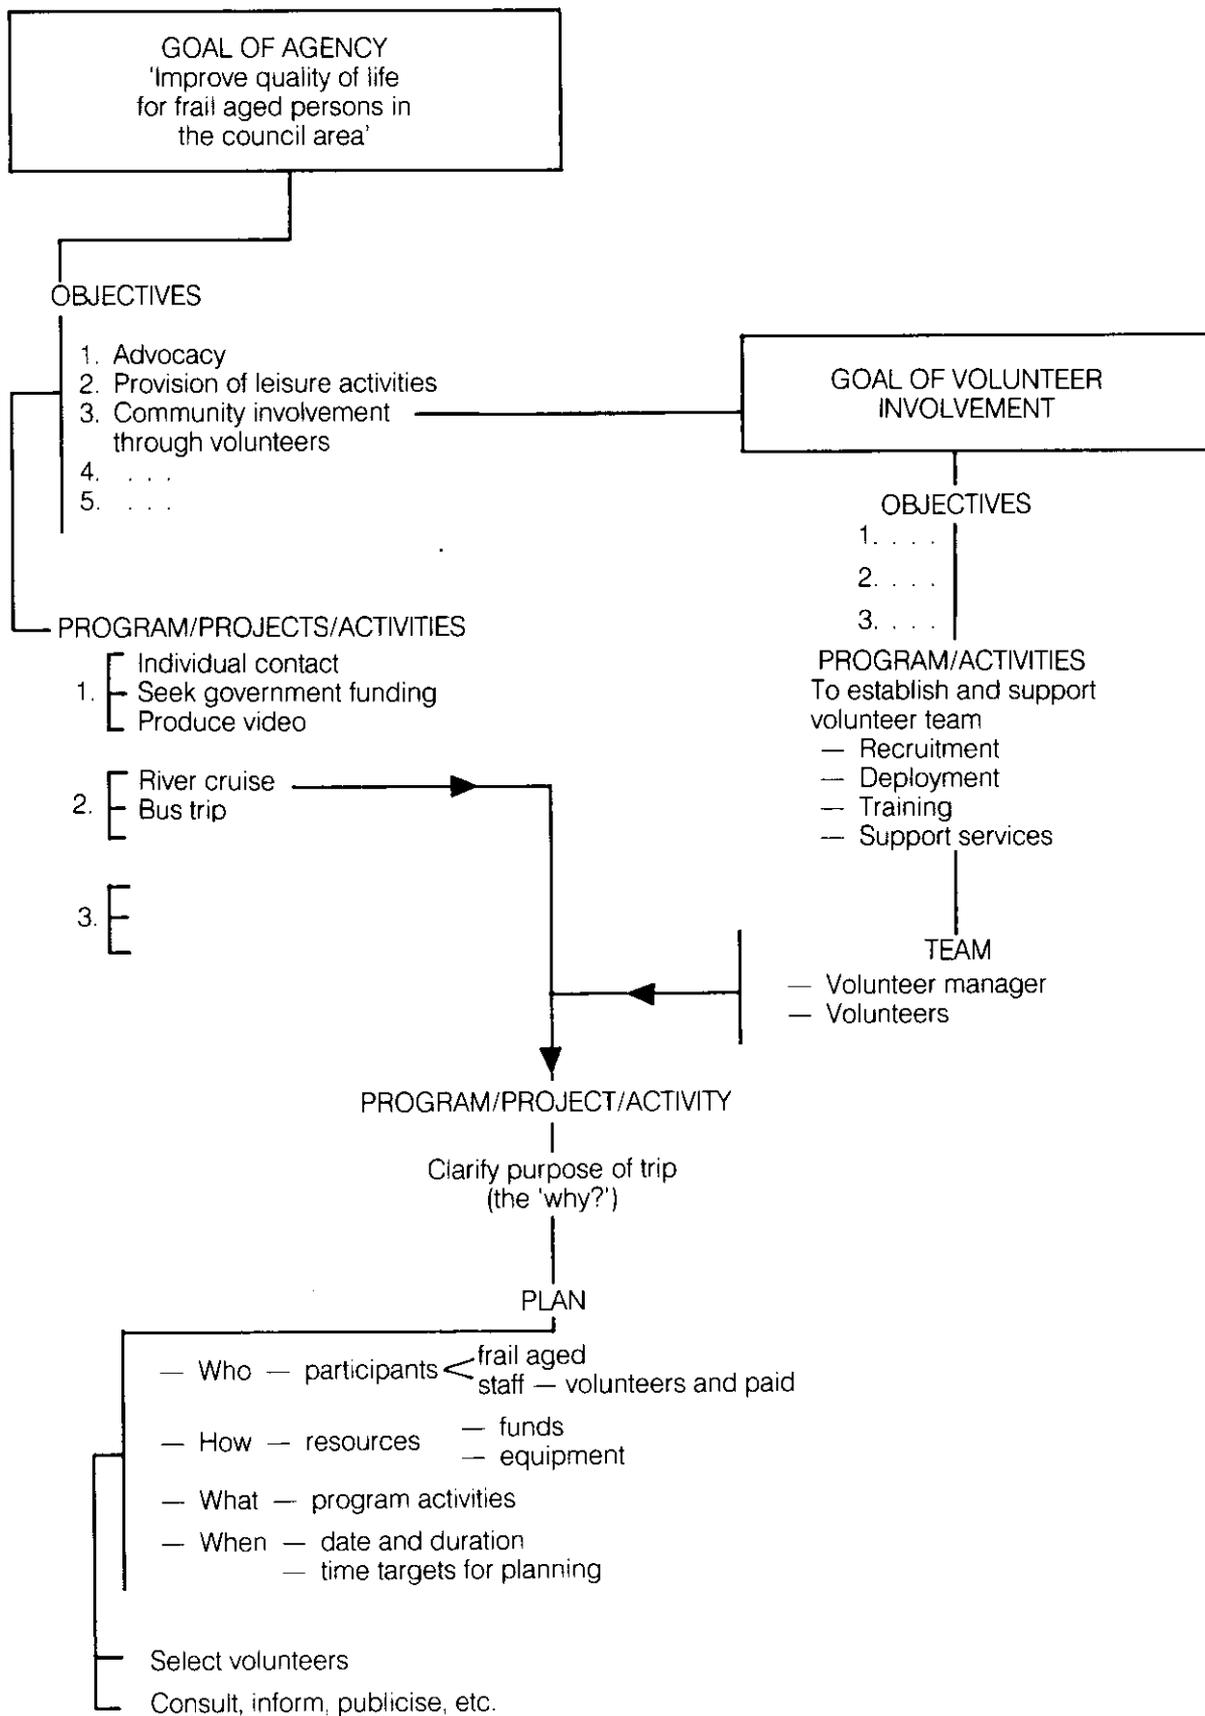 GOAL OF AGENCY
'Improve quality of life
for frail aged persons in
the council area'
OBJECTIVES
1. Advocacy
2. Provision of leisure activities
3. Community involvement
through volunteers
4. . . .
5. . . .
GOAL OF VOLUNTEER
INVOLVEMENT
OBJECTIVES
1. . . .
2. . . .
3. . . .
PROGRAM/ACTIVITIES
To establish and support
volunteer team
— Recruitment
— Deployment
— Training
— Support services
TEAM
— Volunteer manager
— Volunteers
PROGRAM/PROJECTS/ACTIVITIES
1. Individual contact
Seek government funding
Produce video
2. River cruise
Bus trip
3.
PROGRAM/PROJECT/ACTIVITY
Clarify purpose of trip
(the 'why?')
PLAN
— Who — participants < frail aged
staff — volunteers and paid
— How — resources — funds
— equipment
— What — program activities
— When — date and duration
— time targets for planning
Select volunteers
Consult, inform, publicise, etc.